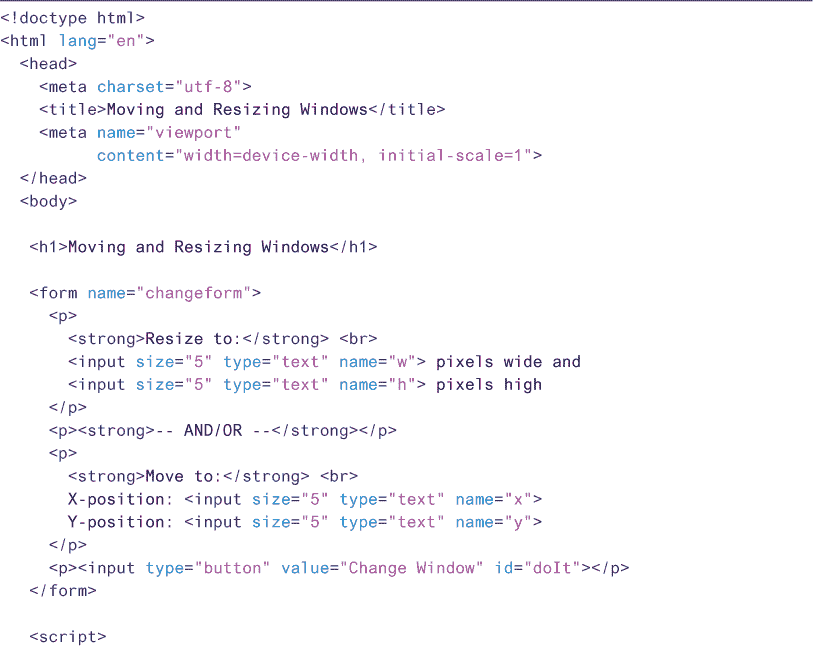 <!doctype html>
<html lang="en">
<head>
<meta charset="utf-8">
<title>Moving and Resizing Windows</title>
<meta name="viewport"
content="width=device-width, initial-scale=1">
</head>
<body>
<h1>Moving and Resizing Windows</h1>
<form name="changeform">
<p>
<strong>Resize to:</strong> <br>
<input size="5" type="text" name="w"> pixels wide and
<input size="5" type="text" name="h"> pixels high
</p>
<p><strong>-- AND/OR --</strong></p>
<p>
<strong>Move to:</strong> <br>
X-position: <input size="5" type="text" name="x">
Y-position: <input size="5" type="text" name="y">
</p>
<p><input type="button" value="Change Window" id="doIt"></p>
</form>
<script>